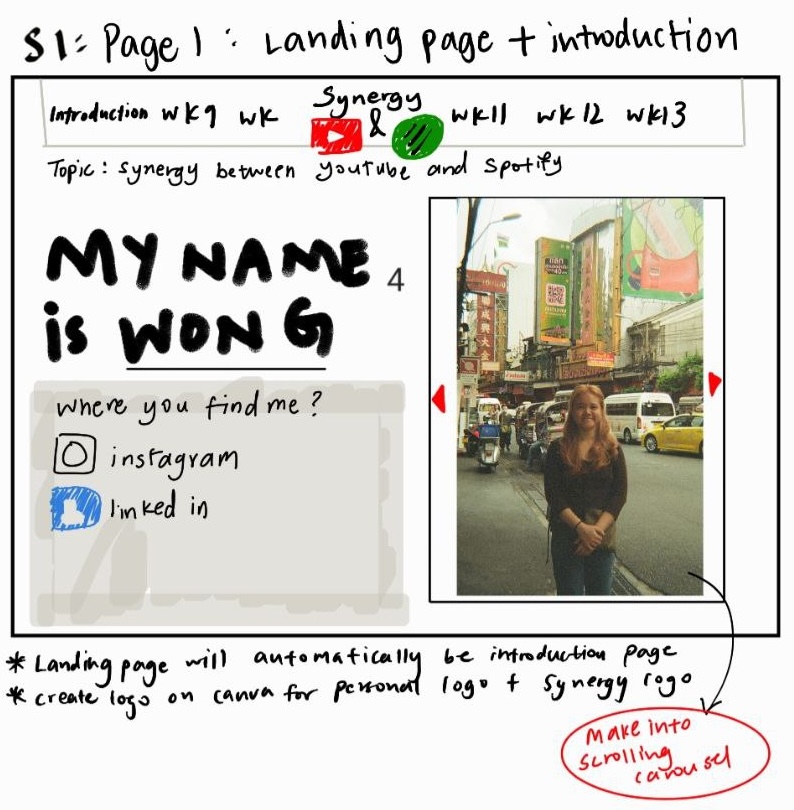 S1: Page 1 : Landing page + introduction
Introduction wk9 wk Synergy & wk11 wk12 wk13
Topic: synergy between youtube and spotify
MY NAME
is WONG
4
where you find me?
instagram
linked in
* Landing page will automatically be introduction page
* create logo on canva for personal logo + synergy logo
Make into
scrolling
carousel